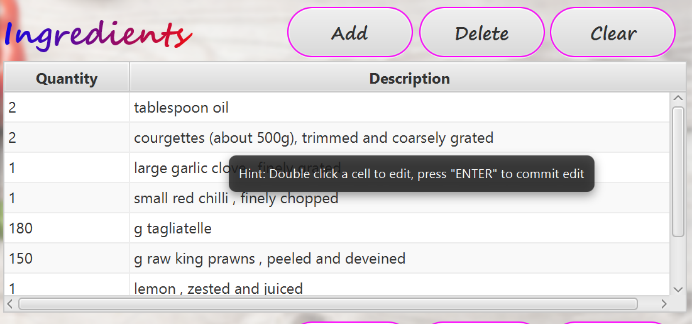 Ingredients Add Delete Clear
Quantity Description
2 tablespoon oil
2 courgettes (about 500g), trimmed and coarsely grated
1 large garlic clove , finely grated
Hint: Double click a cell to edit, press "ENTER" to commit edit
1 small red chilli , finely chopped
180 g tagliatelle
150 g raw king prawns , peeled and deveined
1 lemon , zested and juiced